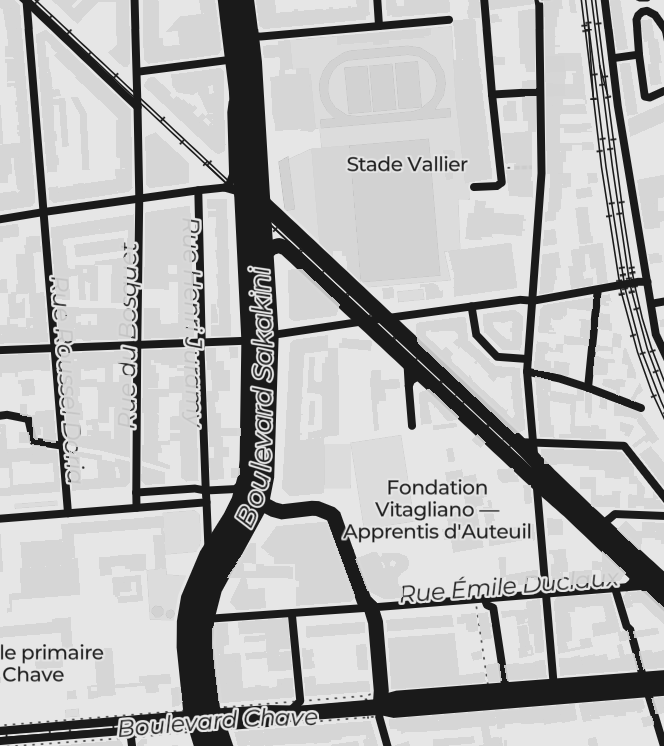 Stade Vallier
Rue du Bosquet
Boulevard Sakakini
Fondation
Vitagliano —
Apprentis d'Auteuil
Rue Émile Duclaux
le primaire
Chave
Boulevard Chave